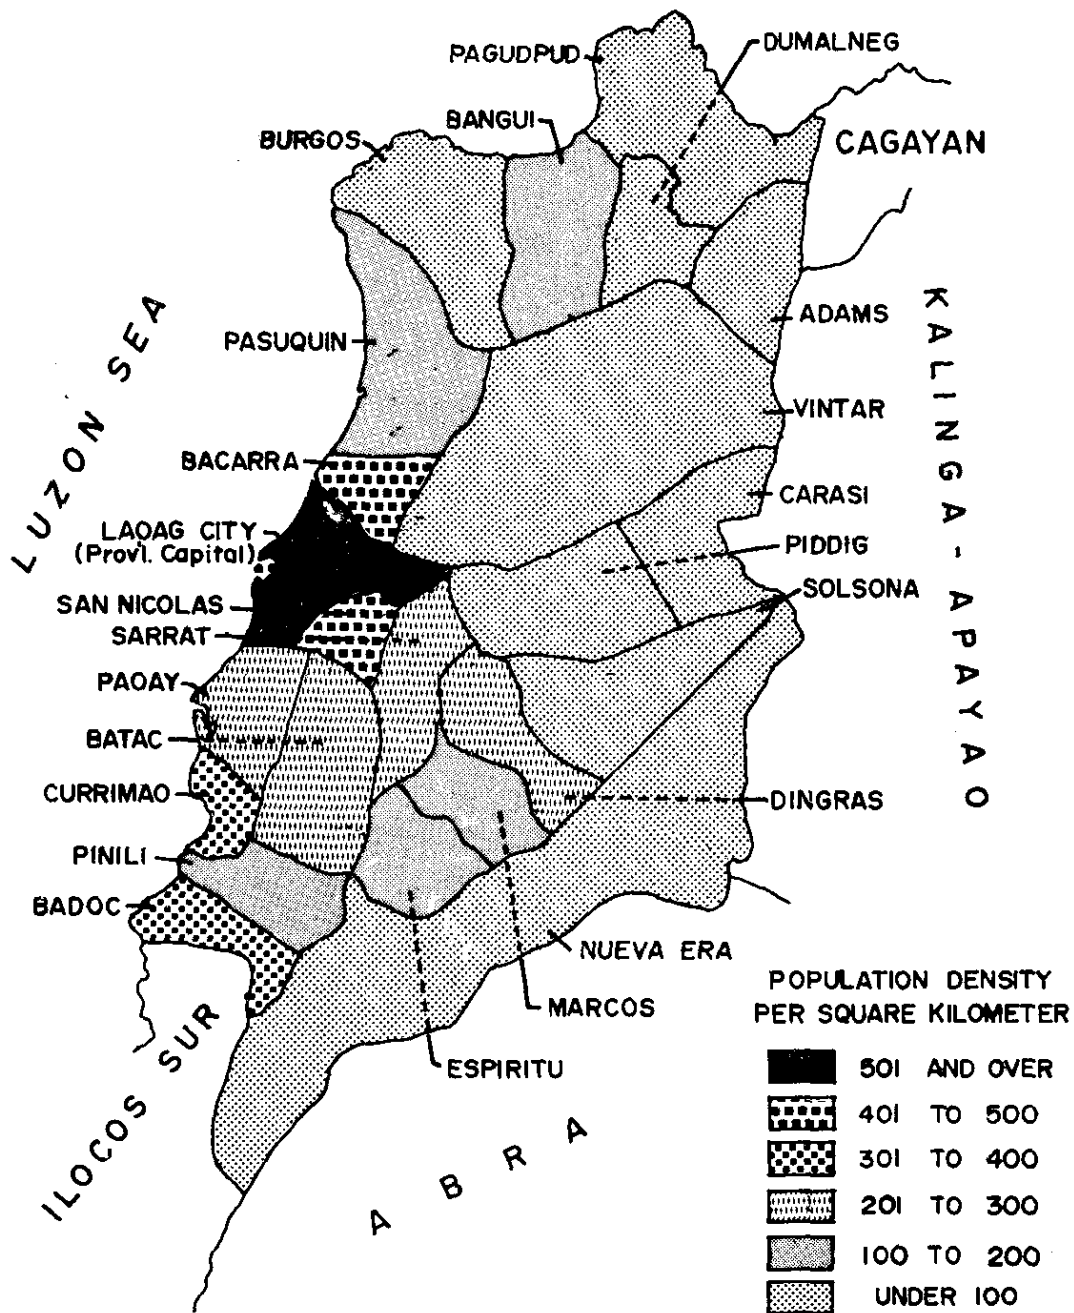 DUMALNEG
PAGUDPUD
BANGUI
BURGOS
CAGAYAN
LUZON SEA
KALINGA - APAYAO
ADAMS
PASUQUIN
VINTAR
BACARRA
CARASI
LAOAG CITY
(Provl. Capital)
PIDDIG
SOLSONA
SAN NICOLAS
SARRAT
PAOAY
BATAC
CURRIMAO
DINGRAS
PINILI
BADOC
NUEVA ERA
MARCOS
ESPIRITU
ILOCOS SUR
ABRA
POPULATION DENSITY
PER SQUARE KILOMETER
501 AND OVER
401 TO 500
301 TO 400
201 TO 300
100 TO 200
UNDER 100